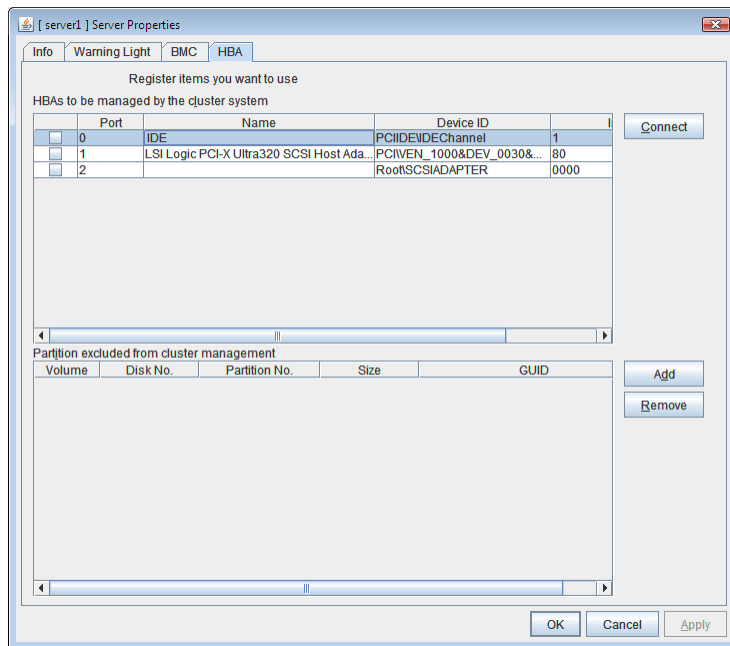 [ server1 ] Server Properties
Info Warning Light BMC HBA
Register items you want to use
HBAs to be managed by the cluster system
Port Name Device ID I
Connect
0 IDE PCIIDE\IDEChannel 1
1 LSI Logic PCI-X Ultra320 SCSI Host Ada... PCI\VEN_1000&DEV_0030&... 80
2 Root\SCSIADAPTER 0000
Partition excluded from cluster management
Volume Disk No. Partition No. Size GUID
Add
Remove
OK Cancel Apply